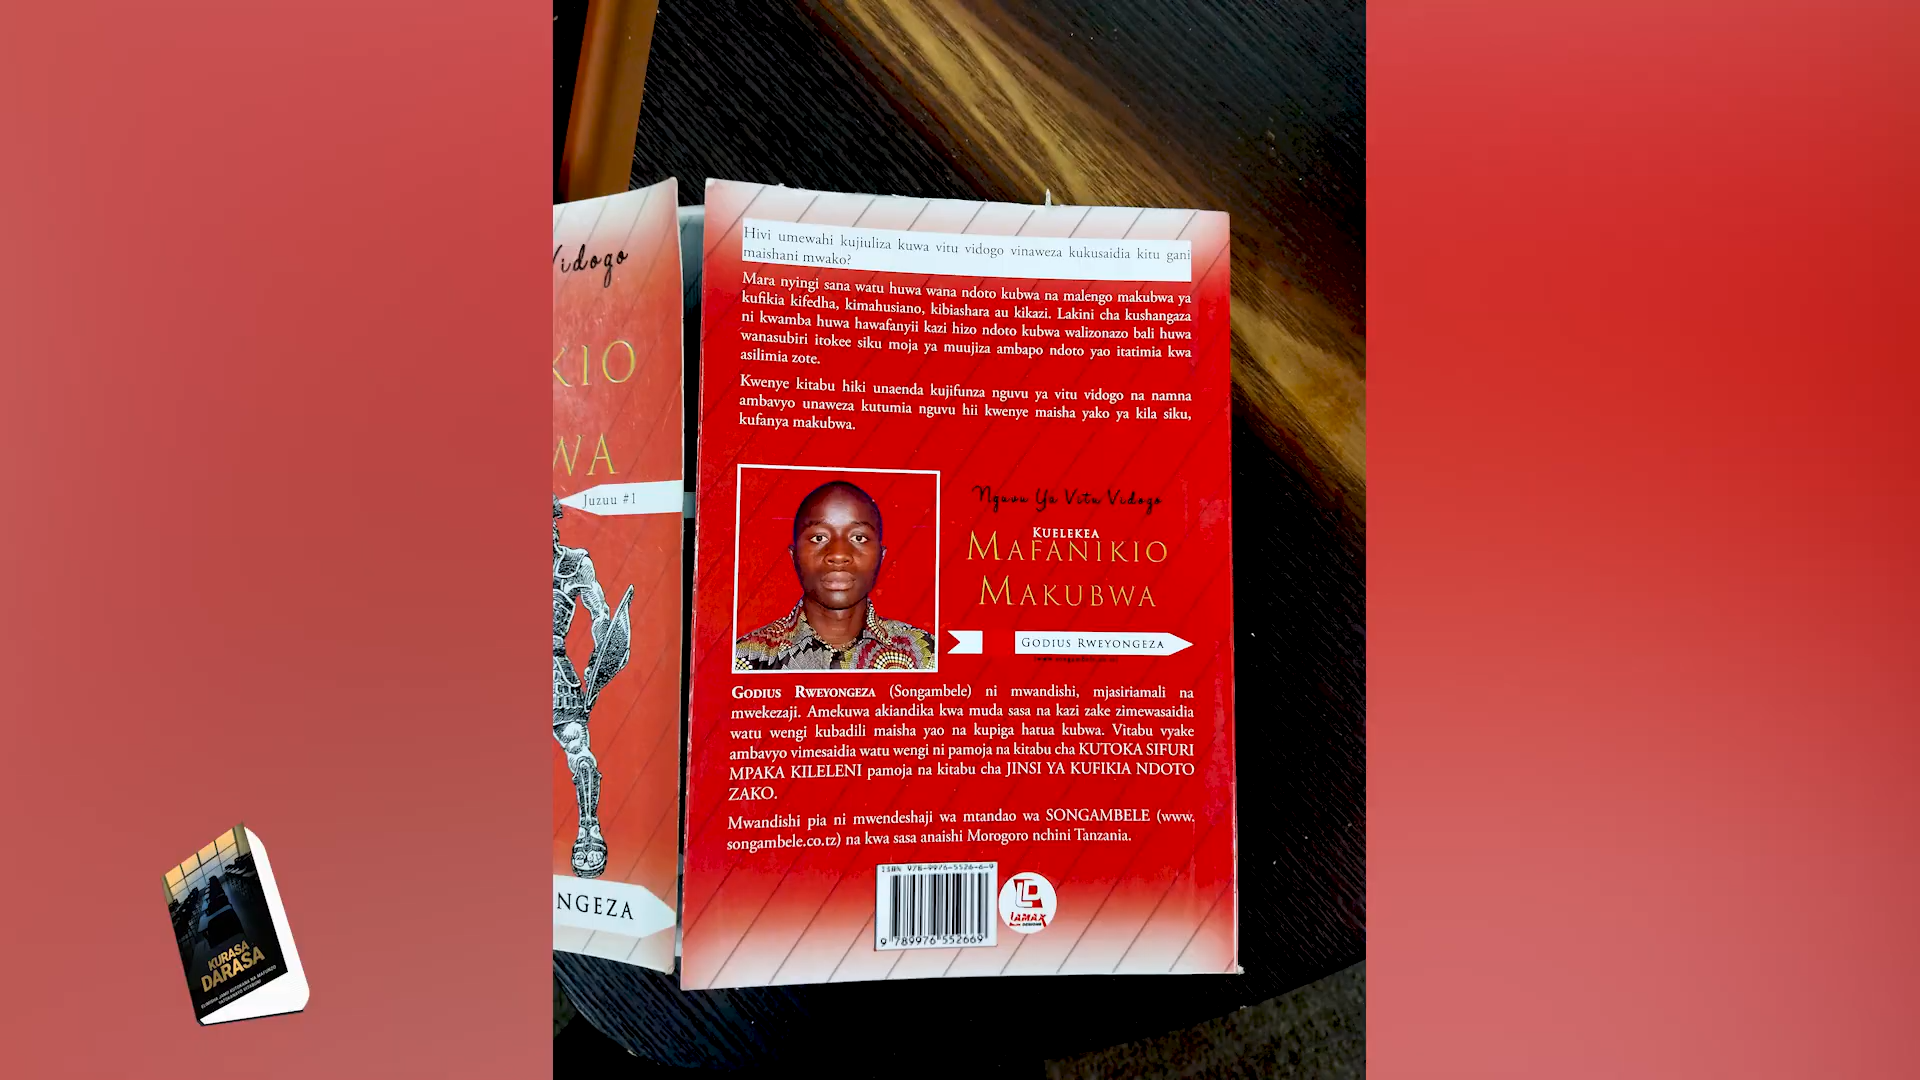 Vidogo
KIO
WA
Juzuu #1
NGEZA
Hivi umewahi kujiuliza kuwa vitu vidogo vinaweza kukusaidia kitu gani
maishani mwako?
Mara nyingi sana watu huwa wana ndoto kubwa na malengo makubwa ya
kufikia kifedha, kimahusiano, kibiashara au kikazi. Lakini cha kushangaza
ni kwamba huwa hawafanyii kazi hizo ndoto kubwa walizonazo bali huwa
wanasubiri itokee siku moja ya muujiza ambapo ndoto yao itatimia kwa
asilimia zote.
Kwenye kitabu hiki unaenda kujifunza nguvu ya vitu vidogo na namna
ambavyo unaweza kutumia nguvu hii kwenye maisha yako ya kila siku,
kufanya makubwa.
Nguvu Ya Vitu Vidogo
KUELEKEA
MAFANIKIO
MAKUBWA
GODIUS RWEYONGEZA
GODIUS RWEYONGEZA (Songambele) ni mwandishi, mjasiriamali na
mwekezaji. Amekuwa akiandika kwa muda sasa na kazi zake zimewasaidia
watu wengi kubadili maisha yao na kupiga hatua kubwa. Vitabu vyake
ambavyo vimesaidia watu wengi ni pamoja na kitabu cha KUTOKA SIFURI
MPAKA KILELENI pamoja na kitabu cha JINSI YA KUFIKIA NDOTO
ZAKO.
Mwandishi pia ni mwendeshaji wa mtandao wa SONGAMBELE (www.
songambele.co.tz) na kwa sasa anaishi Morogoro nchini Tanzania.
ISBN 978-9976-5526-6-9
9 789976 552669
LAMAX
KURASA
DARASA